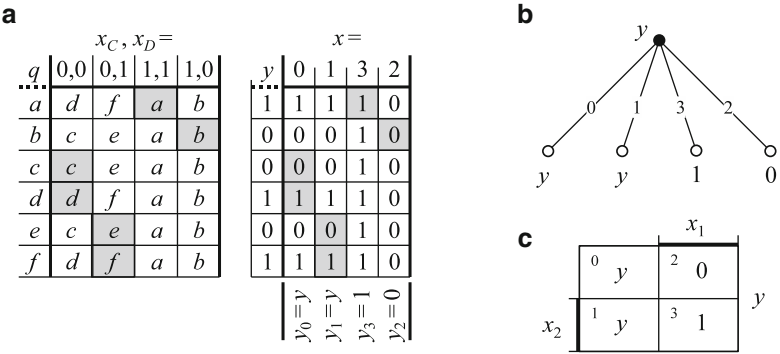 a
x_C, x_D =
q 0,0 0,1 1,1 1,0
a d f a b
b c e a b
c c e a b
d d f a b
e c e a b
f d f a b
x =
y 0 1 3 2
1 1 1 1 0
0 0 0 1 0
0 0 0 1 0
1 1 1 1 0
0 0 0 1 0
1 1 1 1 0
y_0 = y
y_1 = y
y_3 = 1
y_2 = 0
b
y
0 1 3 2
y y 1 0
c
x_1
0 y 2 0
y
x_2
1 y 3 1